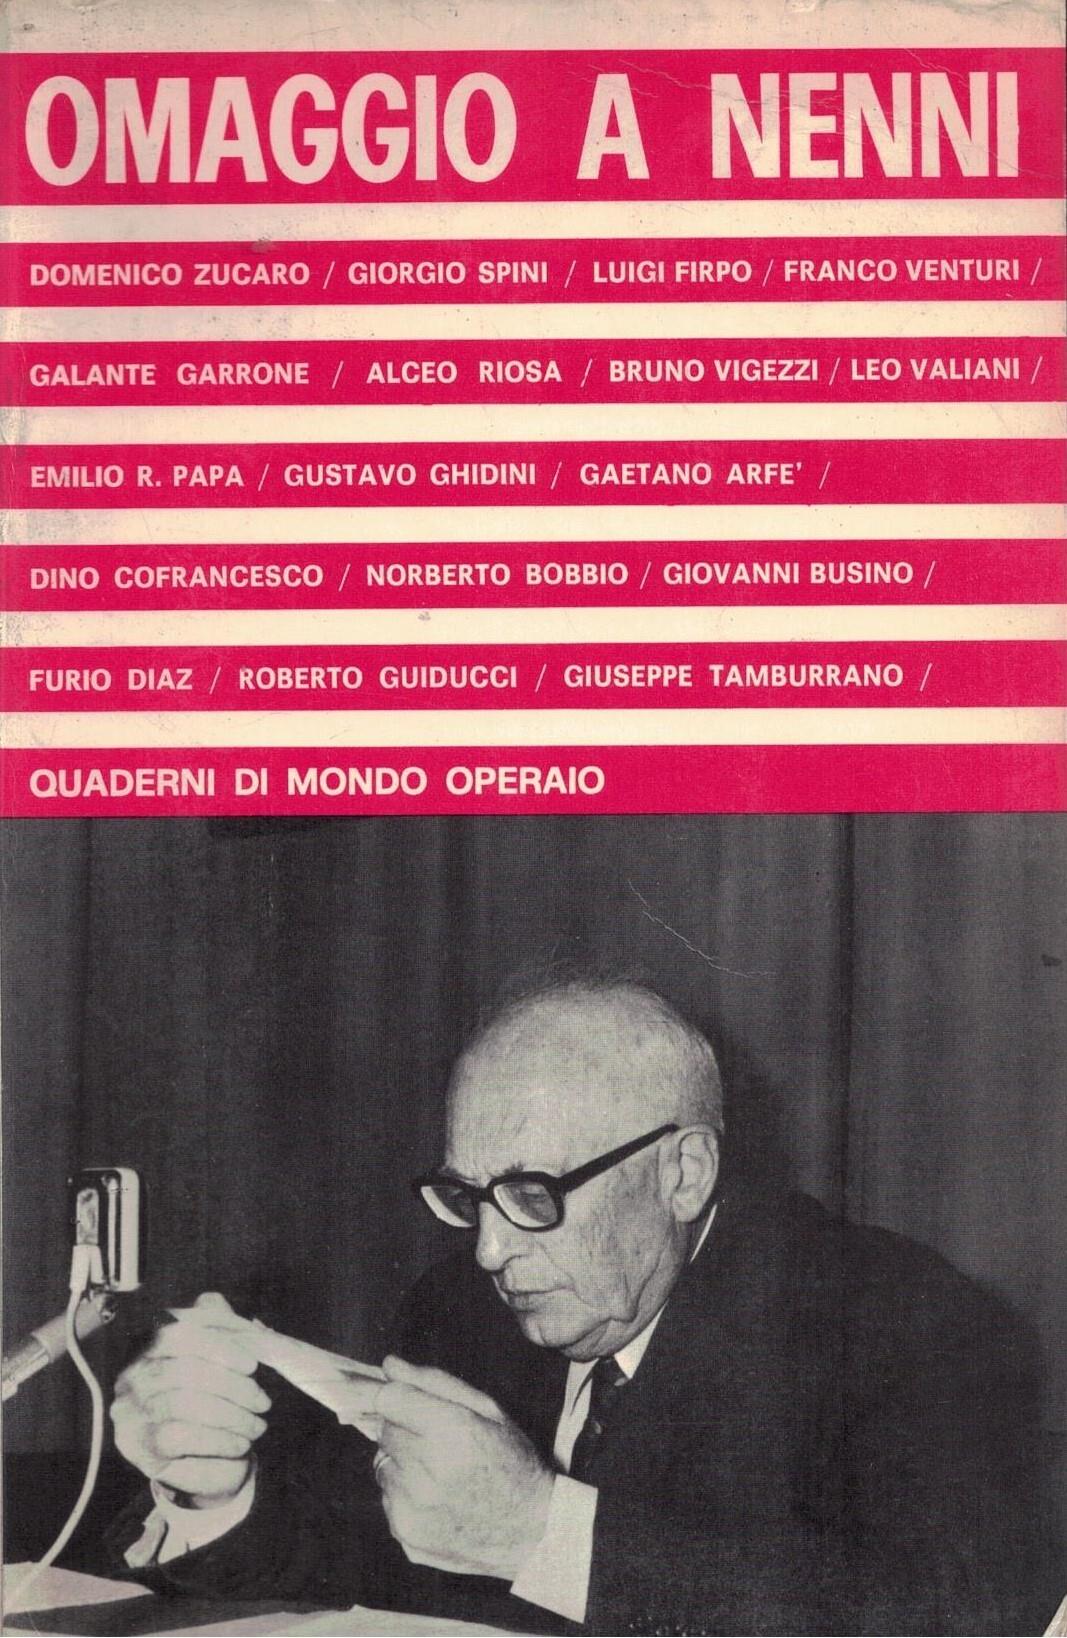 OMAGGIO A NENNI
DOMENICO ZUCARO / GIORGIO SPINI / LUIGI FIRPO / FRANCO VENTURI /
GALANTE GARRONE / ALCEO RIOSA / BRUNO VIGEZZI / LEO VALIANI /
EMILIO R. PAPA / GUSTAVO GHIDINI / GAETANO ARFE' /
DINO COFRANCESCO / NORBERTO BOBBIO / GIOVANNI BUSINO /
FURIO DIAZ / ROBERTO GUIDUCCI / GIUSEPPE TAMBURRANO /
QUADERNI DI MONDO OPERAIO